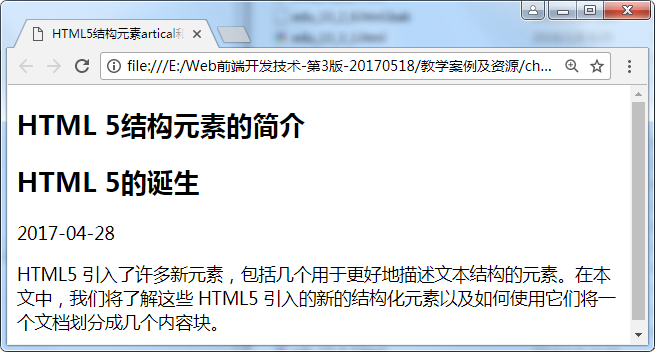 HTML5结构元素artical和
file:///E:/Web前端开发技术-第3版-20170518/教学案例及资源/ch...
HTML 5结构元素的简介
HTML 5的诞生
2017-04-28
HTML5 引入了许多新元素，包括几个用于更好地描述文本结构的元素。在本
文中，我们将了解这些 HTML5 引入的新的结构化元素以及如何使用它们将一
个文档划分成几个内容块。